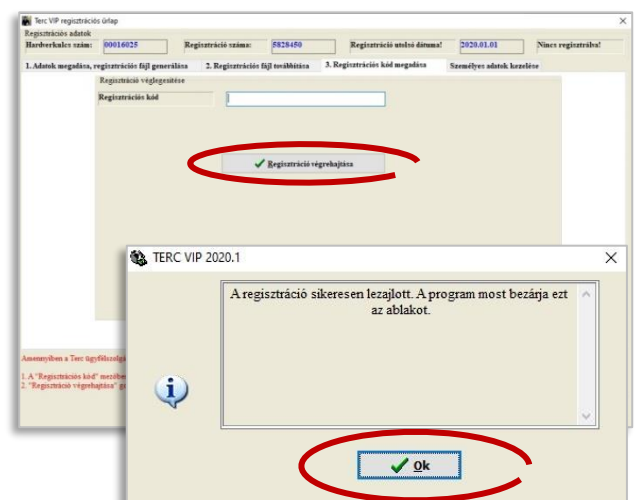 Terc VIP regisztrációs űrlap
Regisztrációs adatok
Hardverkulcs szám: 00016025 Regisztráció száma: 5828450 Regisztráció utolsó dátuma! 2020.01.01 Nincs regisztrálva!
1. Adatok megadása, regisztrációs fájl generálása 2. Regisztrációs fájl továbbítása 3. Regisztrációs kód megadása Személyes adatok kezelése
Regisztráció véglegesítése
Regisztrációs kód
Regisztráció végrehajtása
TERC VIP 2020.1
A regisztráció sikeresen lezajlott. A program most bezárja ezt
az ablakot.
Amennyiben a Terc
1. A "Regisztrációs kód"
2. "Regisztráció végrehajtása"
Ok